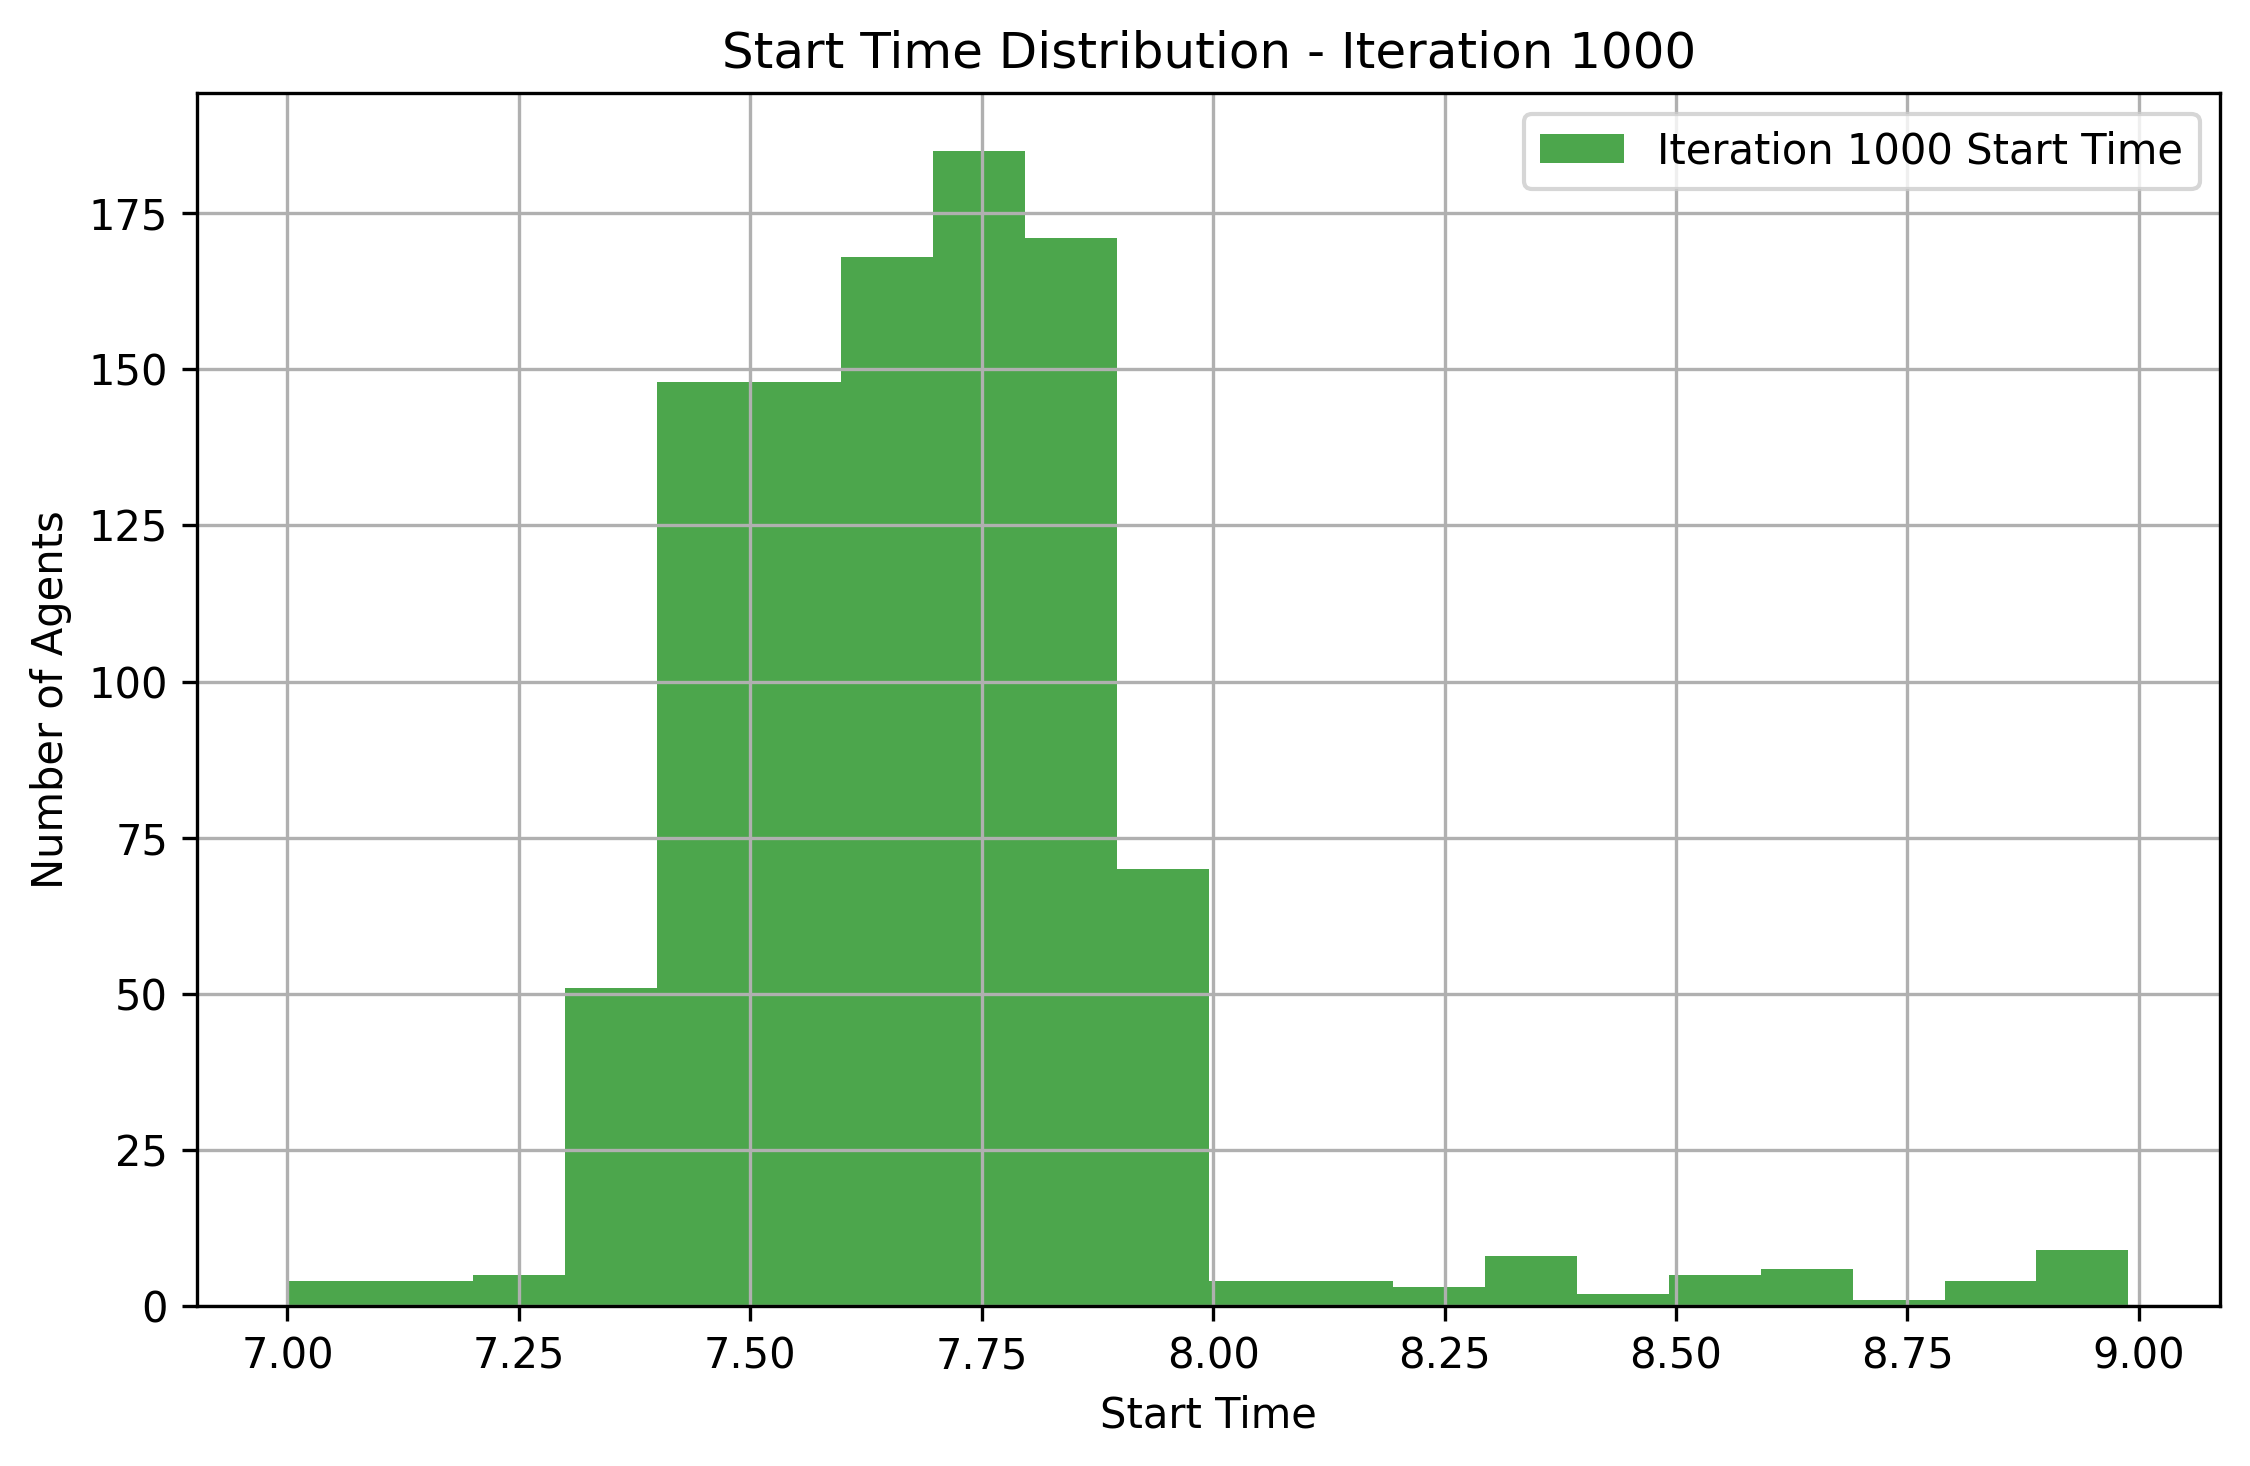 Start Time Distribution - Iteration 1000
Iteration 1000 Start Time
Number of Agents
175
150
125
100
75
50
25
0
7.00 7.25 7.50 7.75 8.00 8.25 8.50 8.75 9.00
Start Time